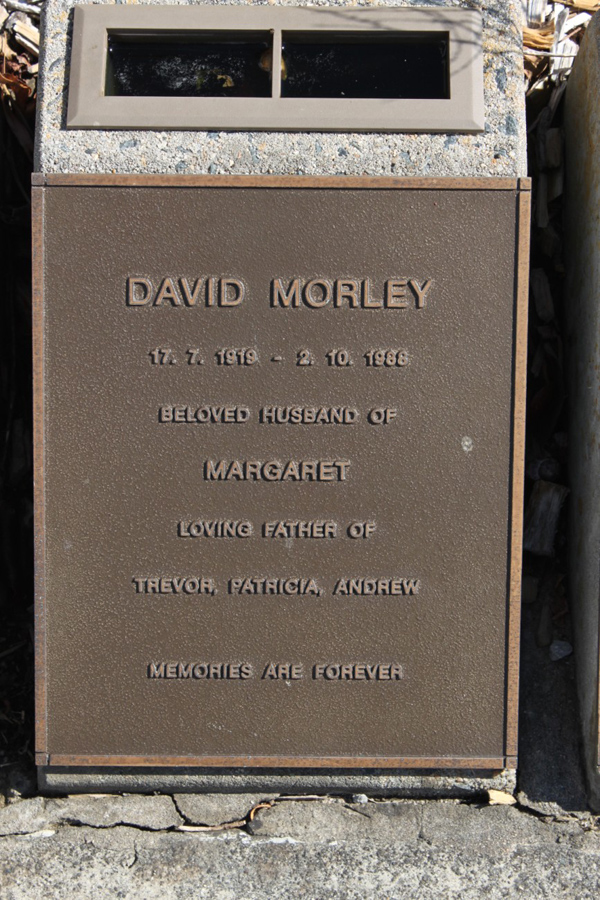 DAVID MORLEY
17. 7. 1919 - 2. 10. 1988
BELOVED HUSBAND OF
MARGARET
LOVING FATHER OF
TREVOR, PATRICIA, ANDREW
MEMORIES ARE FOREVER